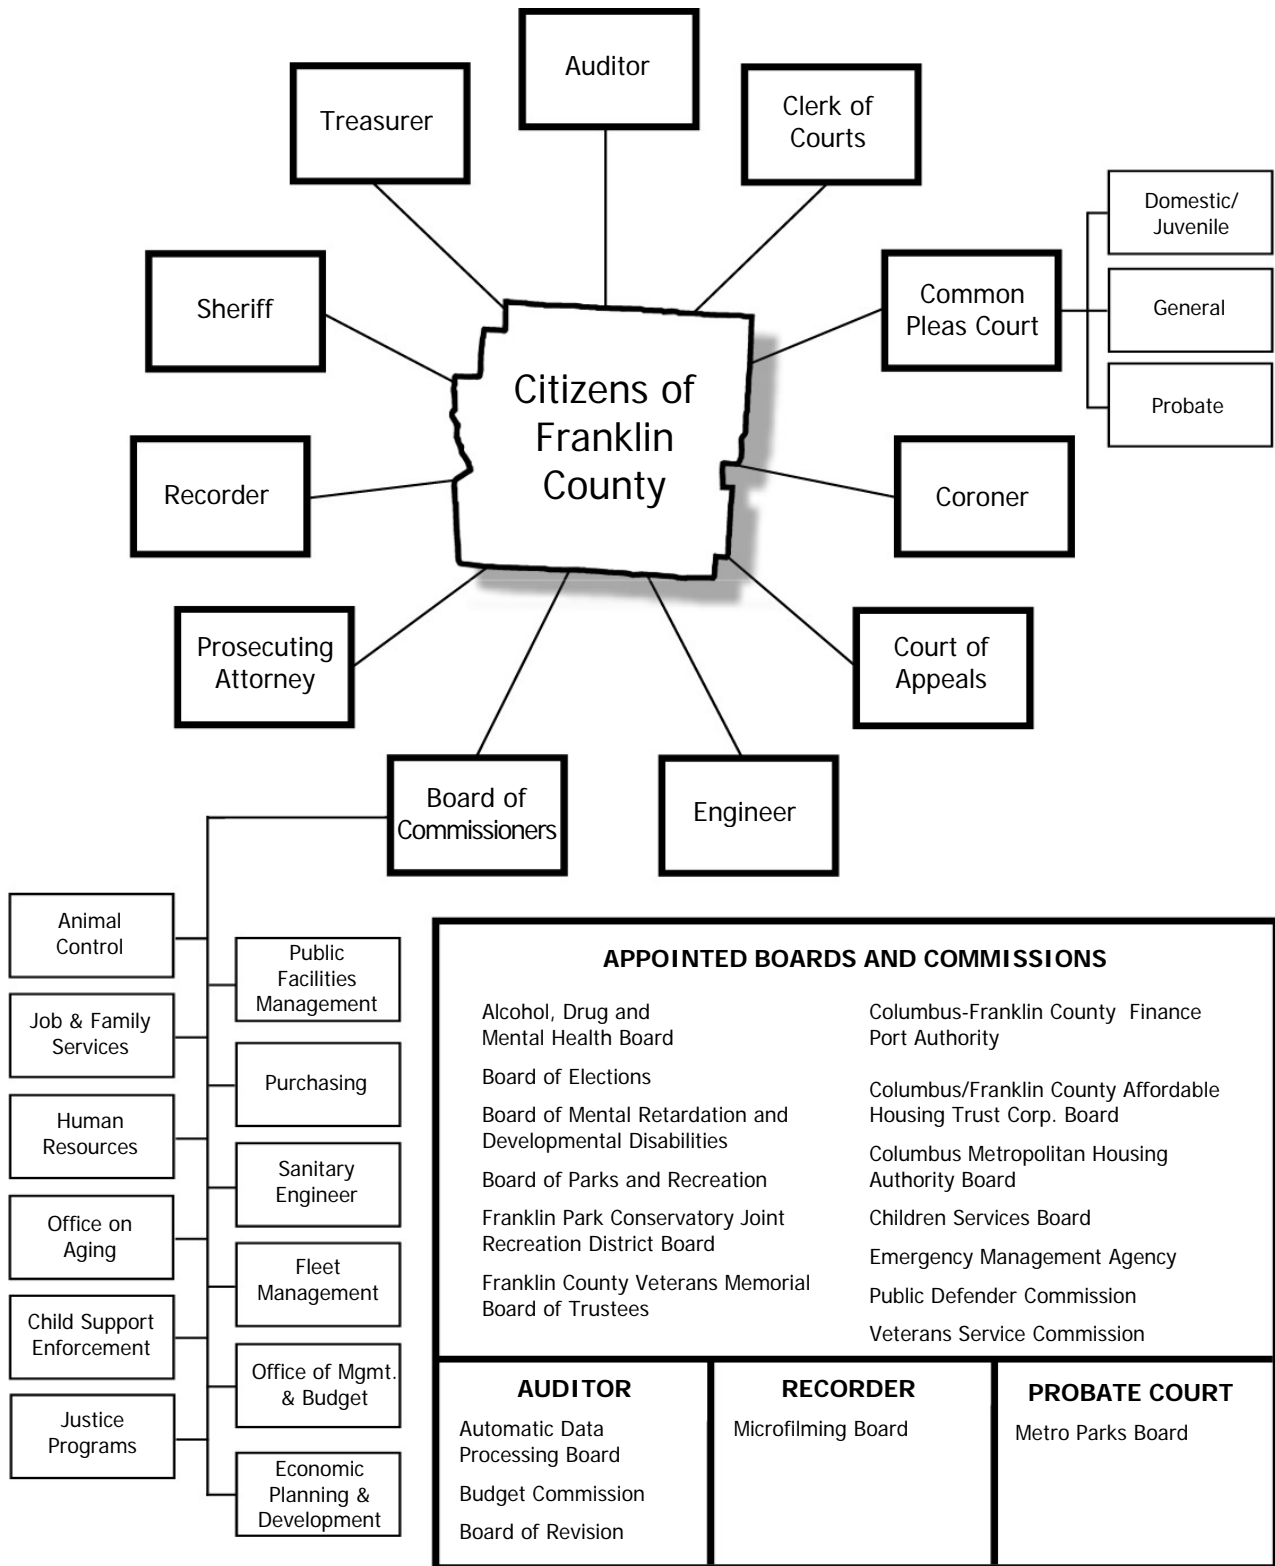 Auditor
Treasurer
Clerk of
Courts
Domestic/
Juvenile
Sheriff
Common
Pleas Court
General
Citizens of
Franklin
County
Probate
Recorder
Coroner
Prosecuting
Attorney
Court of
Appeals
Board of
Commissioners
Engineer
Animal
Control
Job & Family
Services
Human
Resources
Office on
Aging
Child Support
Enforcement
Justice
Programs
Public
Facilities
Management
Purchasing
Sanitary
Engineer
Fleet
Management
Office of Mgmt.
& Budget
Economic
Planning &
Development
APPOINTED BOARDS AND COMMISSIONS
Alcohol, Drug and
Mental Health Board
Board of Elections
Board of Mental Retardation and
Developmental Disabilities
Board of Parks and Recreation
Franklin Park Conservatory Joint
Recreation District Board
Franklin County Veterans Memorial
Board of Trustees
Columbus-Franklin County  Finance
Port Authority
Columbus/Franklin County Affordable
Housing Trust Corp. Board
Columbus Metropolitan Housing
Authority Board
Children Services Board
Emergency Management Agency
Public Defender Commission
Veterans Service Commission
AUDITOR
Automatic Data
Processing Board
Budget Commission
Board of Revision
RECORDER
Microfilming Board
PROBATE COURT
Metro Parks Board